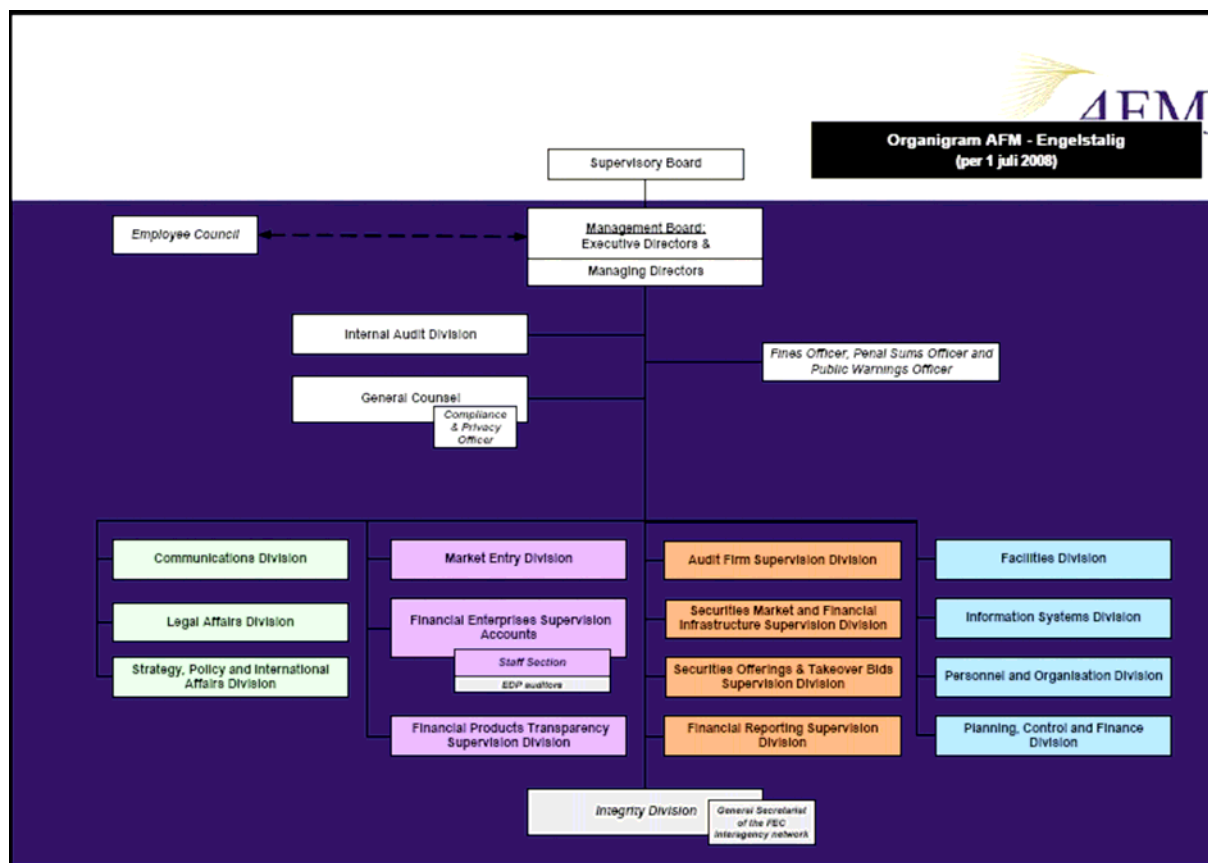 AFM
Organigram AFM - Engelstalig
(per 1 juli 2008)
Supervisory Board
Employee Council
Management Board:
Executive Directors &
Managing Directors
Internal Audit Division
Fines Officer, Penal Sums Officer and
Public Warnings Officer
General Counsel
Compliance
& Privacy
Officer
Communications Division
Market Entry Division
Audit Firm Supervision Division
Facilities Division
Legal Affairs Division
Financial Enterprises Supervision
Accounts
Securities Market and Financial
Infrastructure Supervision Division
Information Systems Division
Staff Section
EDP auditors
Strategy, Policy and International
Affairs Division
Securities Offerings & Takeover Bids
Supervision Division
Personnel and Organisation Division
Financial Products Transparency
Supervision Division
Financial Reporting Supervision
Division
Planning, Control and Finance
Division
Integrity Division
General Secretariat
of the FEC
Interagency network